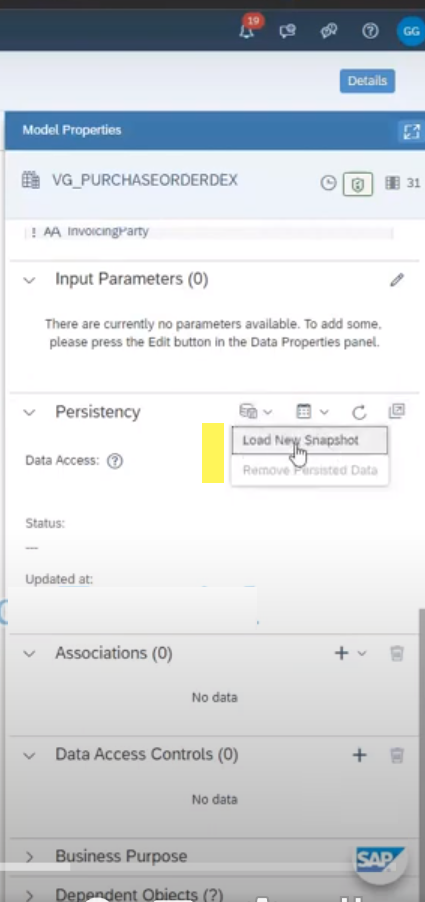 19
GG
Details
Model Properties
VG_PURCHASEORDERDEX
31
AA InvoicingParty
Input Parameters (0)
There are currently no parameters available. To add some,
please press the Edit button in the Data Properties panel.
Persistency
Load New Snapshot
Data Access:
Remove Persisted Data
Status:
---
Updated at:
Associations (0)
No data
Data Access Controls (0)
No data
Business Purpose
SAP
Dependent Objects (?)